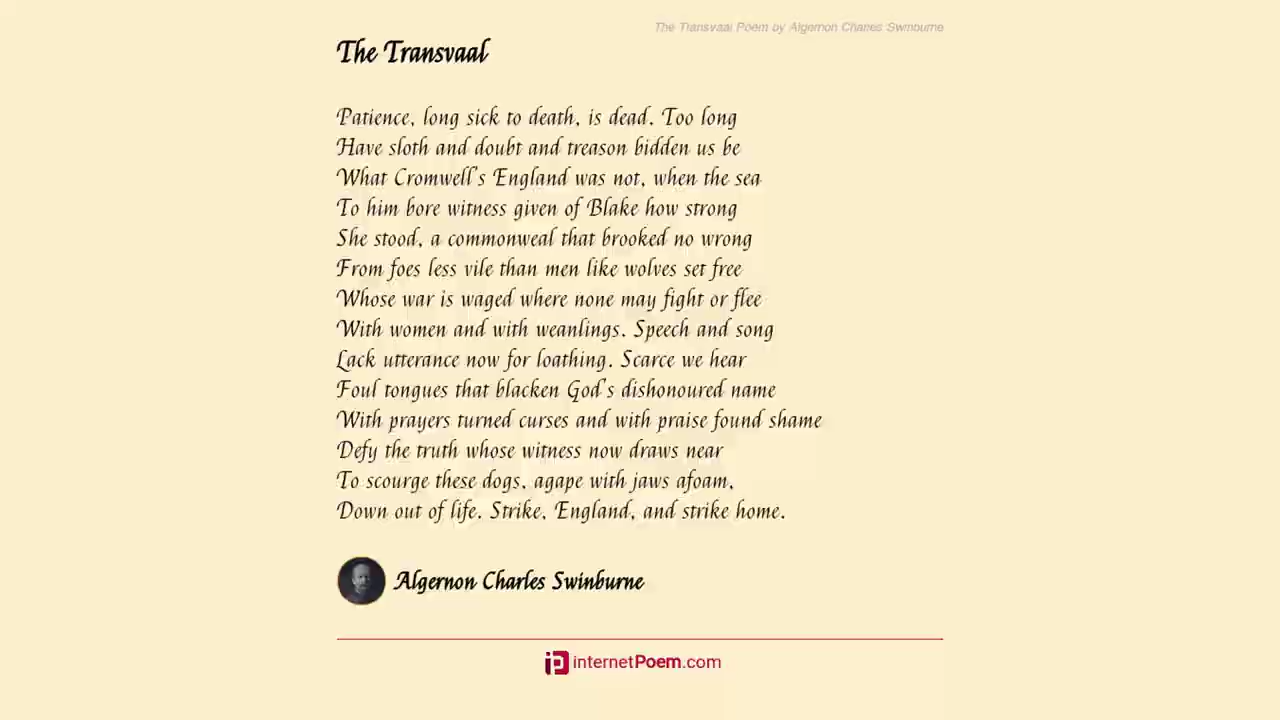 The Transvaal Poem by Algernon Charles Swinburne
The Transvaal
Patience, long sick to death, is dead. Too long
Have sloth and doubt and treason bidden us be
What Cromwell's England was not, when the sea
To him bore witness given of Blake how strong
She stood, a commonweal that brooked no wrong
From foes less vile than men like wolves set free
Whose war is waged where none may fight or flee
With women and with weanlings. Speech and song
Lack utterance now for loathing. Scarce we hear
Foul tongues that blacken God's dishonoured name
With prayers turned curses and with praise found shame
Defy the truth whose witness now draws near
To scourge these dogs, agape with jaws afoam,
Down out of life. Strike, England, and strike home.
Algernon Charles Swinburne
ip internetPoem.com